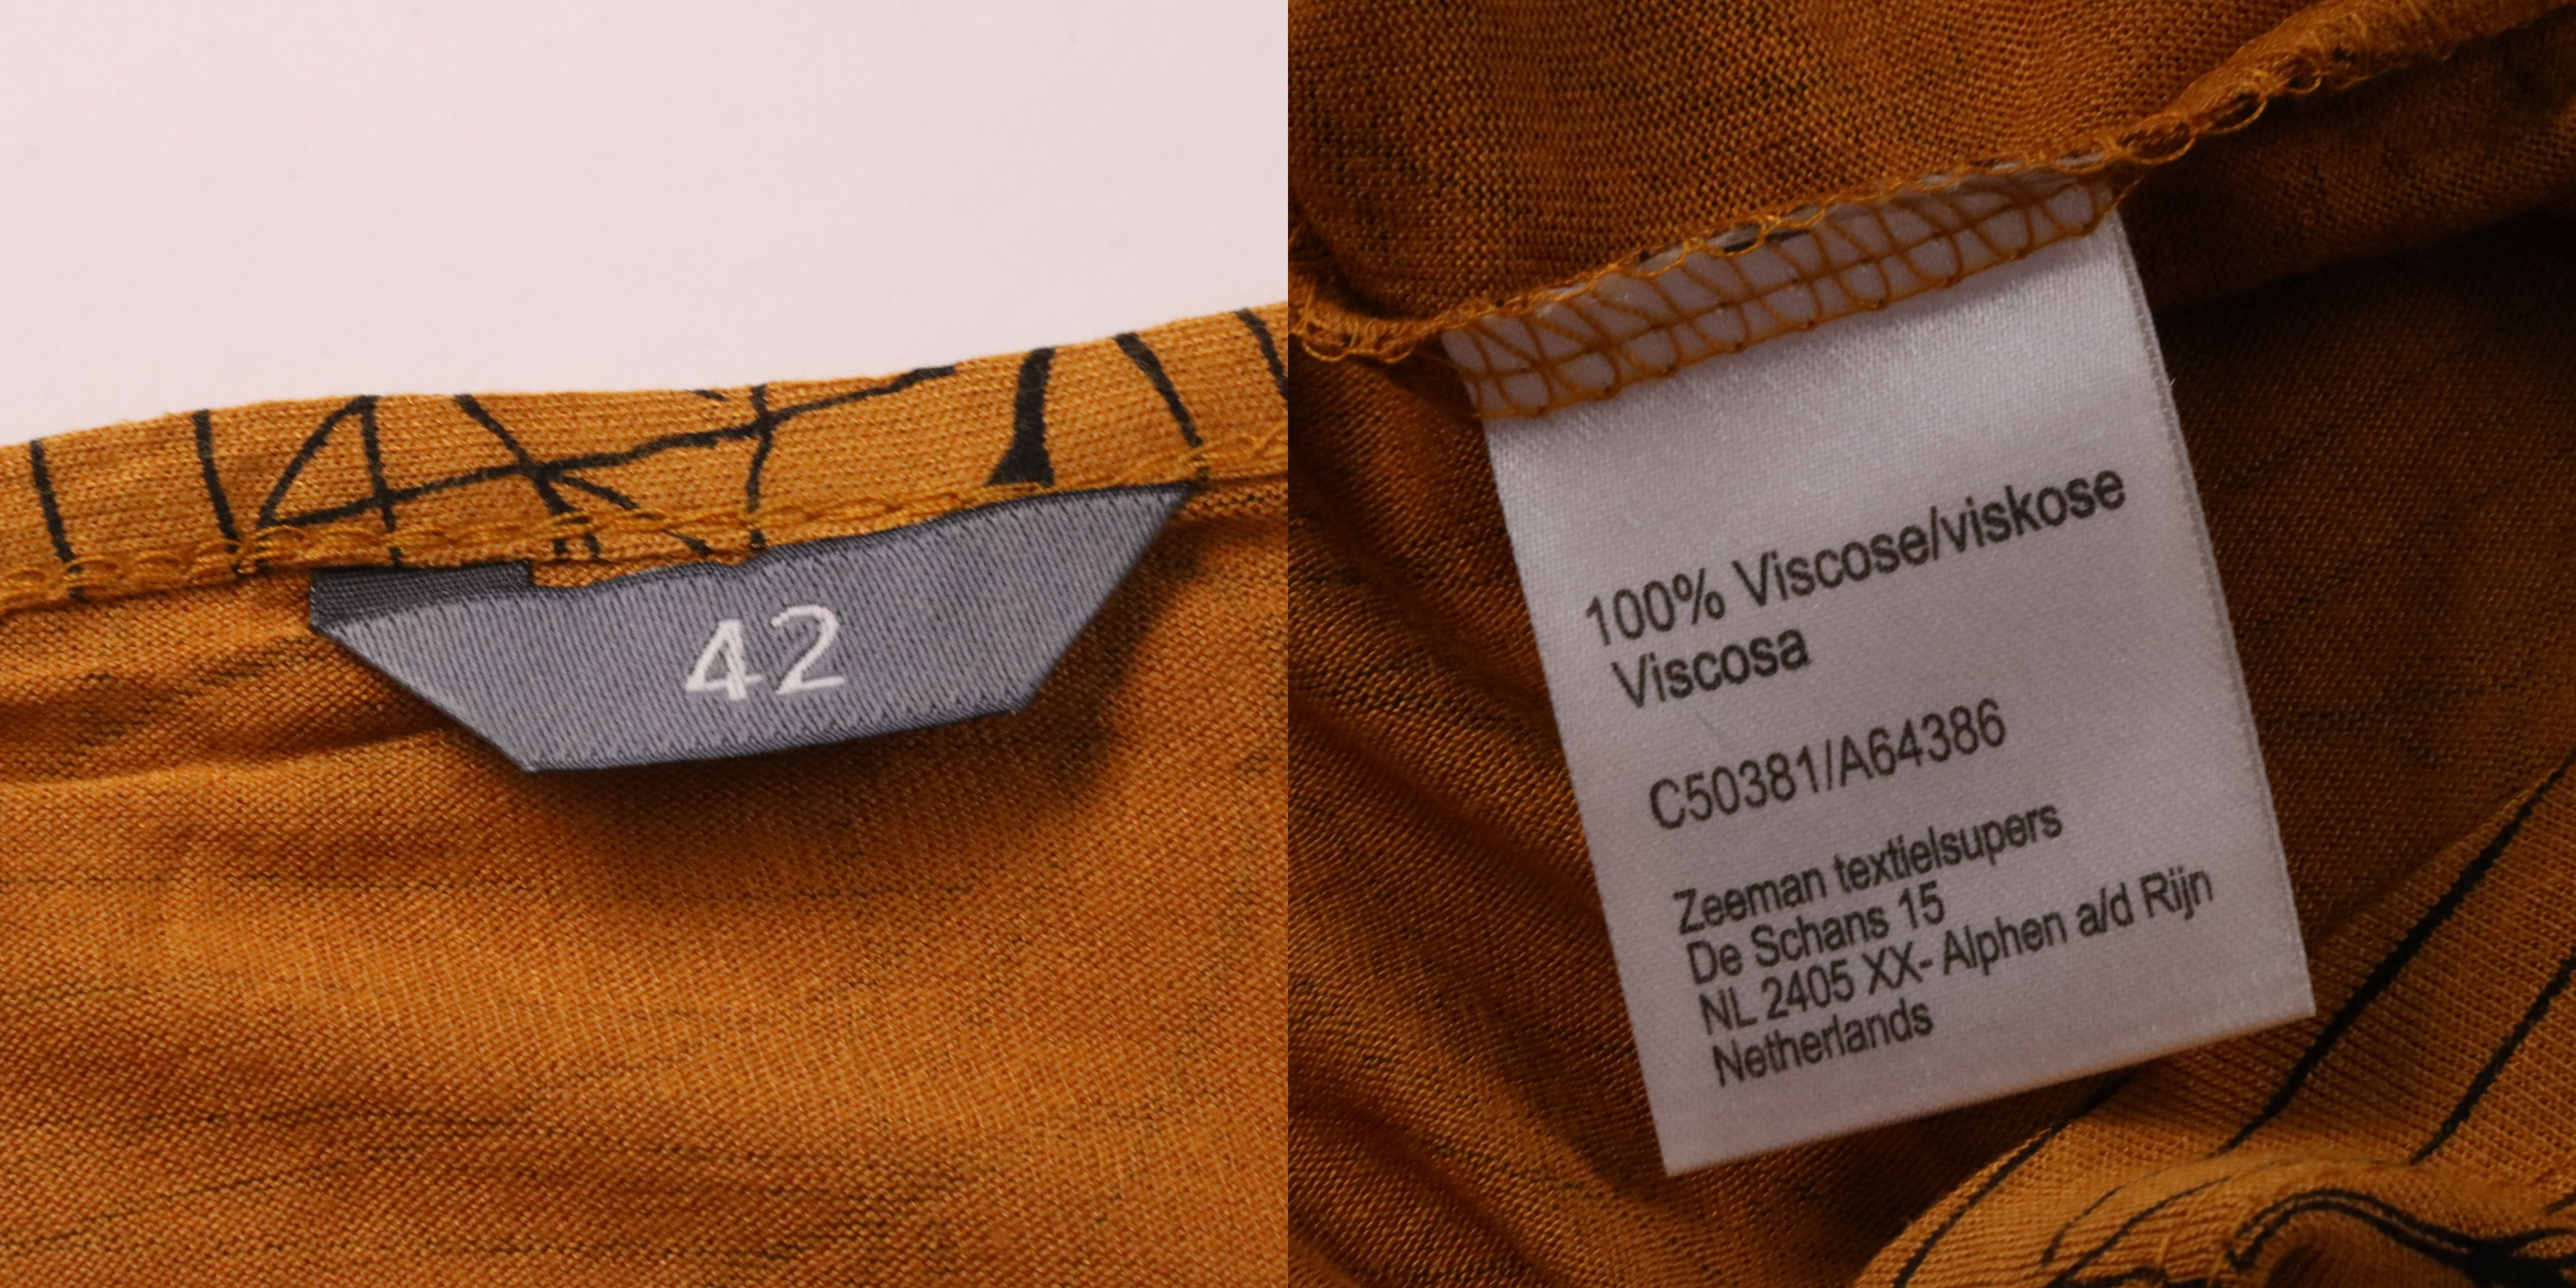 42
100% Viscose/viskose
Viscosa
C50381/A64386
Zeeman textielsupers
De Schans 15
NL 2405 XX- Alphen a/d Rijn
Netherlands